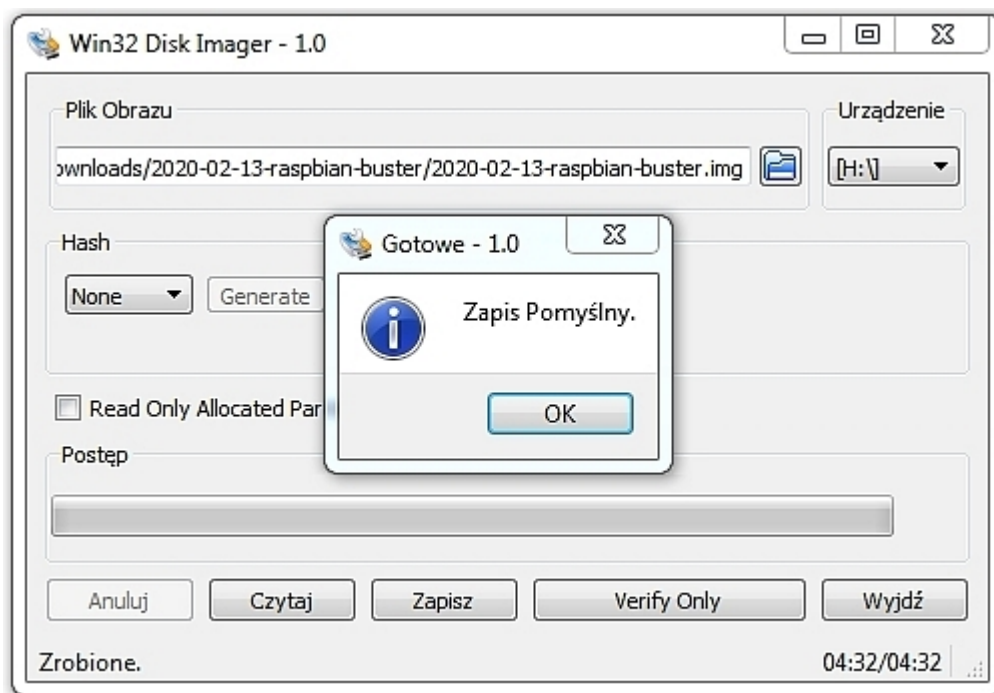 Win32 Disk Imager - 1.0
Plik Obrazu
Urządzenie
ownloads/2020-02-13-raspbian-buster/2020-02-13-raspbian-buster.img
[H:\]
Hash
None
Generate
Gotowe - 1.0
Zapis Pomyślny.
OK
Read Only Allocated Par
Postęp
Anuluj
Czytaj
Zapisz
Verify Only
Wyjdź
Zrobione.
04:32/04:32